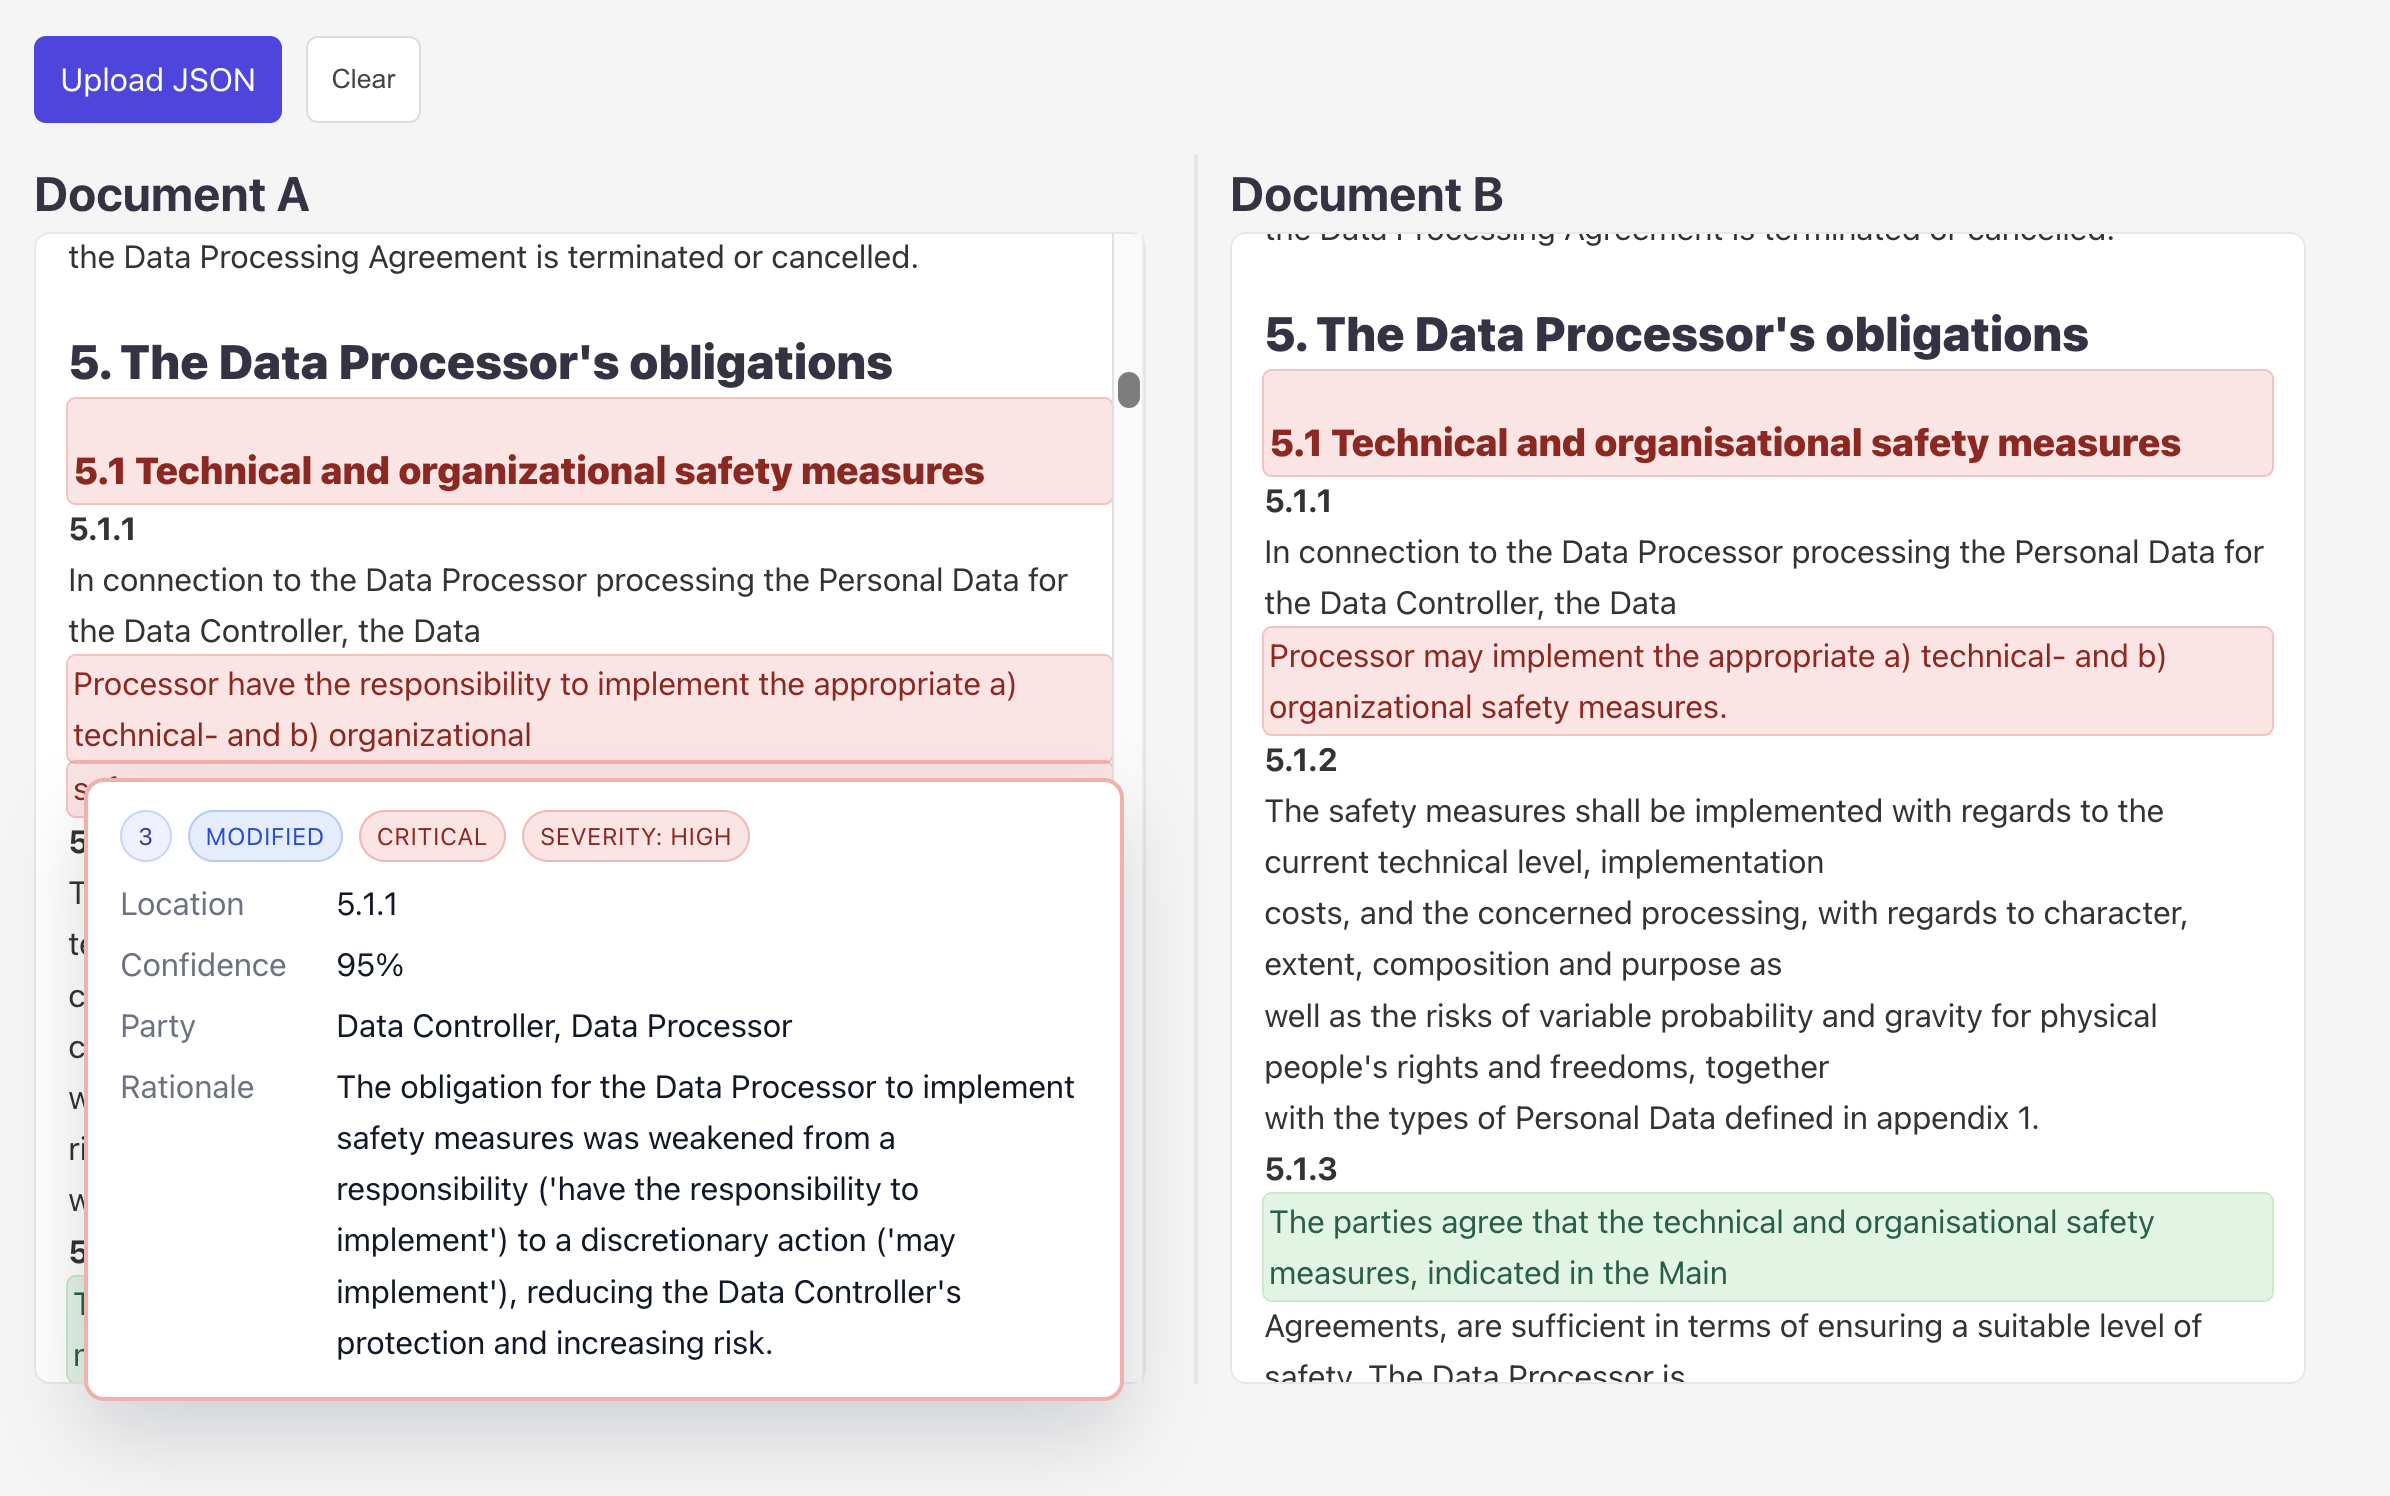 Upload JSON
Clear
Document A
the Data Processing Agreement is terminated or cancelled.
5. The Data Processor's obligations
5.1 Technical and organizational safety measures
5.1.1
In connection to the Data Processor processing the Personal Data for
the Data Controller, the Data
Processor have the responsibility to implement the appropriate a)
technical- and b) organizational
3
MODIFIED
CRITICAL
SEVERITY: HIGH
Location 5.1.1
Confidence 95%
Party Data Controller, Data Processor
Rationale The obligation for the Data Processor to implement
safety measures was weakened from a
responsibility ('have the responsibility to
implement') to a discretionary action ('may
implement'), reducing the Data Controller's
protection and increasing risk.
Document B
the Data Processing Agreement is terminated or cancelled.
5. The Data Processor's obligations
5.1 Technical and organisational safety measures
5.1.1
In connection to the Data Processor processing the Personal Data for
the Data Controller, the Data
Processor may implement the appropriate a) technical- and b)
organizational safety measures.
5.1.2
The safety measures shall be implemented with regards to the
current technical level, implementation
costs, and the concerned processing, with regards to character,
extent, composition and purpose as
well as the risks of variable probability and gravity for physical
people's rights and freedoms, together
with the types of Personal Data defined in appendix 1.
5.1.3
The parties agree that the technical and organisational safety
measures, indicated in the Main
Agreements, are sufficient in terms of ensuring a suitable level of
safety. The Data Processor is